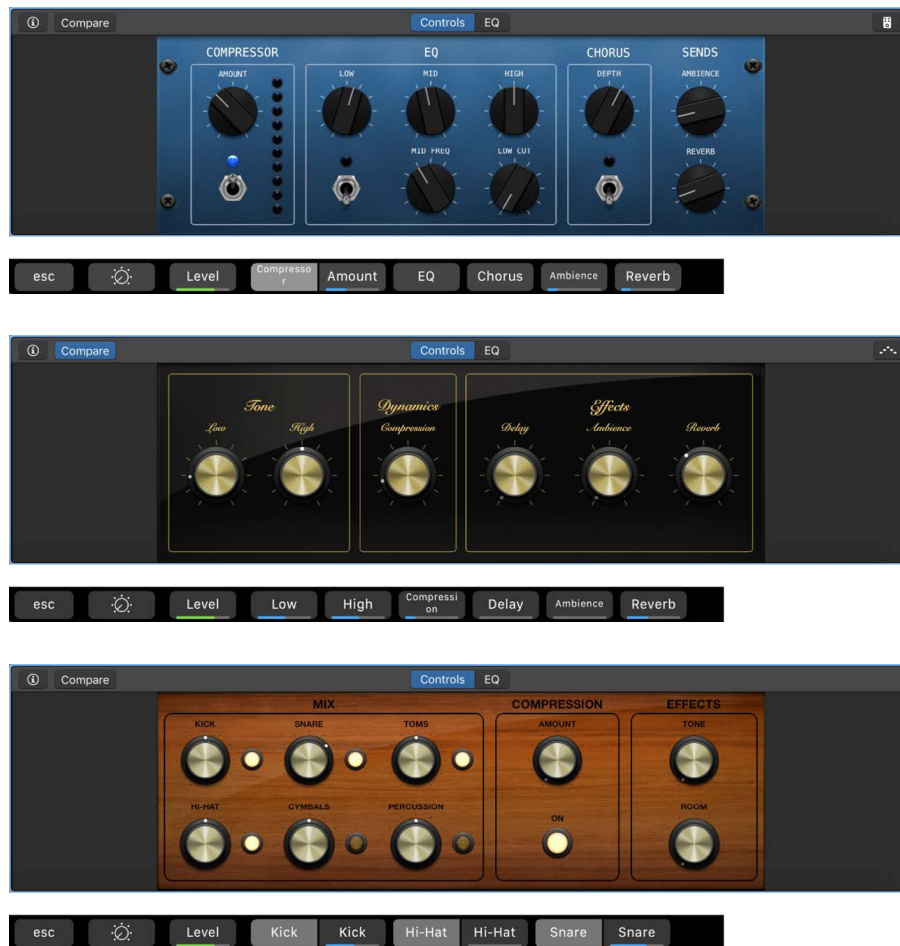 Compare Controls EQ
COMPRESSOR EQ CHORUS SENDS
AMOUNT LOW MID HIGH DEPTH AMBIENCE
MID FREQ LOW CUT REVERB
esc Level Compresso Amount EQ Chorus Ambience Reverb
r
Compare Controls EQ
Tone Dynamics Effects
Low High Compression Delay Ambience Reverb
esc Level Low High Compressi Delay Ambience Reverb
on
Compare Controls EQ
MIX COMPRESSION EFFECTS
KICK SNARE TOMS AMOUNT TONE
HI-HAT CYMBALS PERCUSSION ROOM
ON
esc Level Kick Kick Hi-Hat Hi-Hat Snare Snare